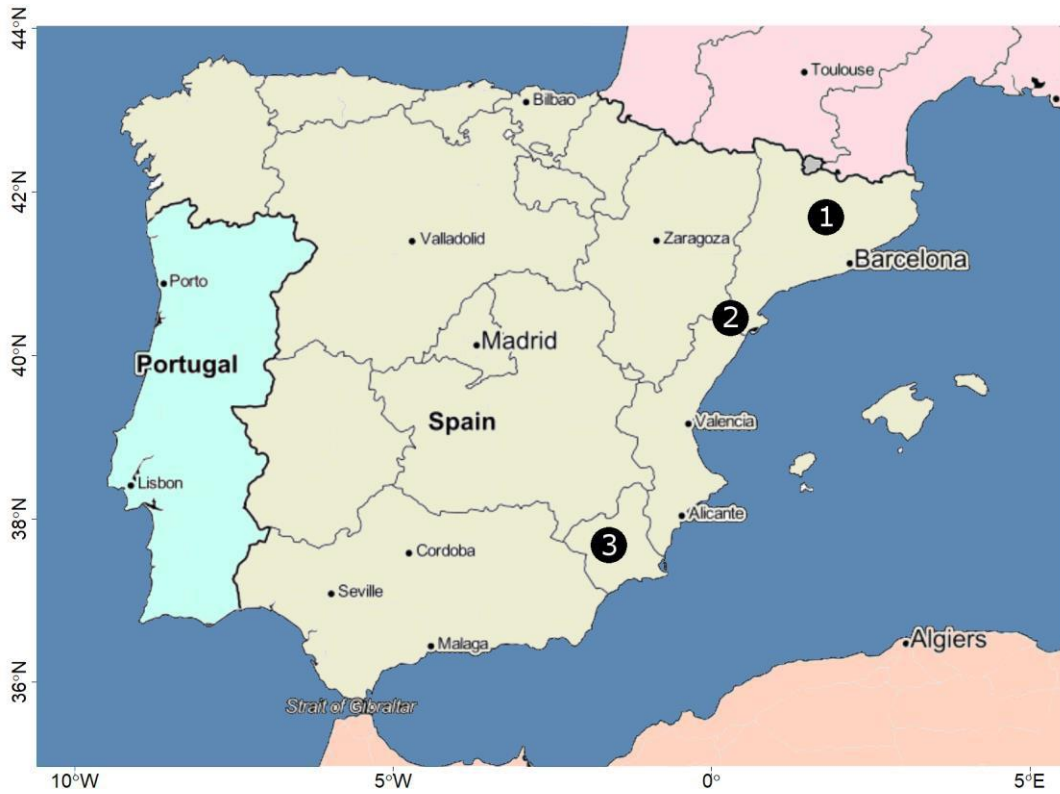 44°N
Toulouse
Bilbao
42°N
1
Valladolid
Zaragoza
Barcelona
Porto
2
Madrid
40°N
Portugal
Spain
Valencia
Lisbon
38°N
Alicante
3
Cordoba
Seville
Malaga
Algiers
36°N
Strait of Gibraltar
10°W
5°W
0°
5°E